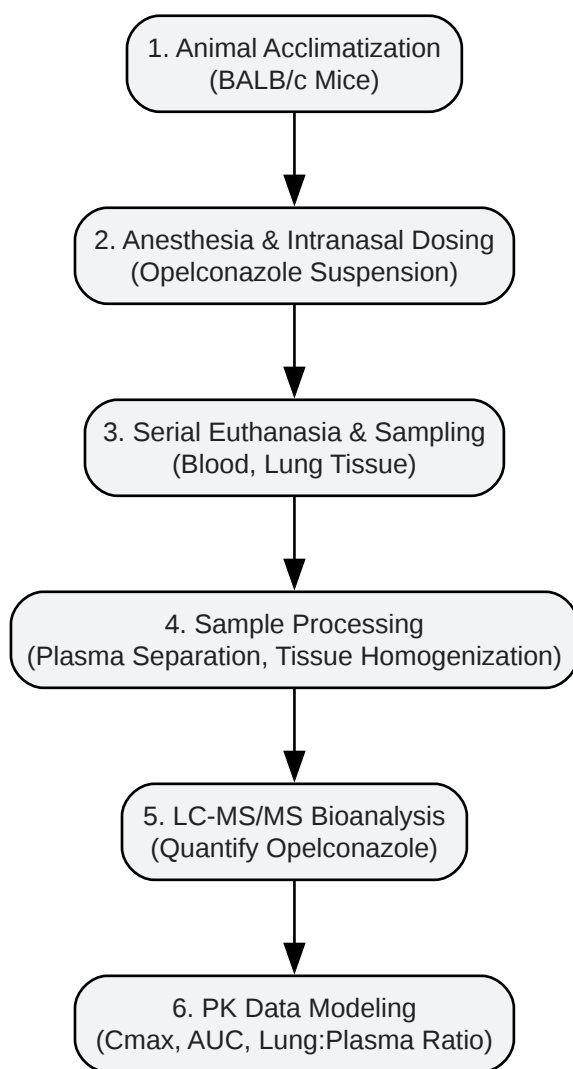 1. Animal Acclimatization
(BALB/c Mice)
2. Anesthesia & Intranasal Dosing
(Opelconazole Suspension)
3. Serial Euthanasia & Sampling
(Blood, Lung Tissue)
4. Sample Processing
(Plasma Separation, Tissue Homogenization)
5. LC-MS/MS Bioanalysis
(Quantify Opelconazole)
6. PK Data Modeling
(Cmax, AUC, Lung:Plasma Ratio)